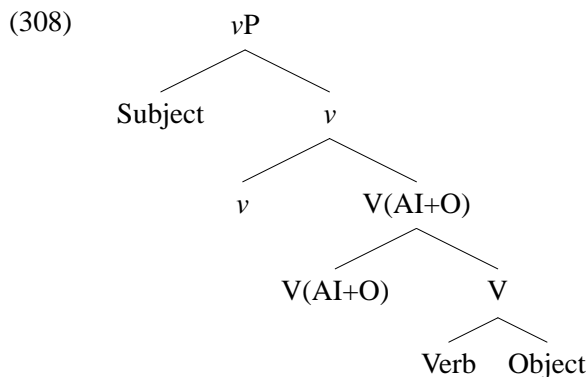 (308) vP
Subject v
v V(AI+O)
V(AI+O) V
Verb Object